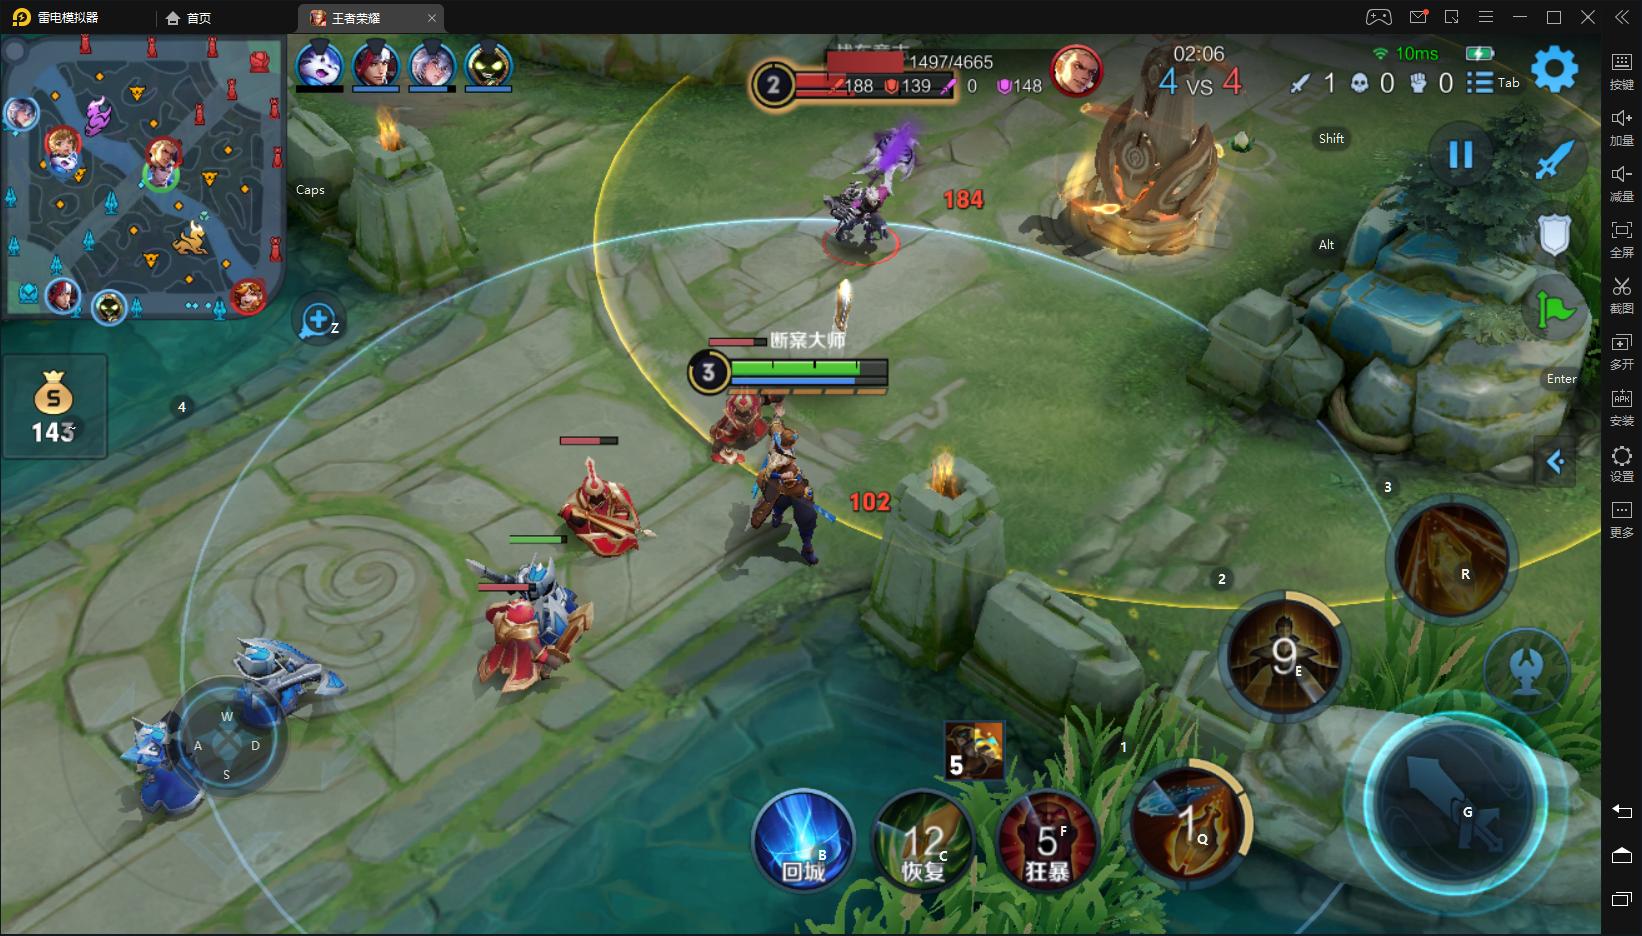 雷电模拟器
首页
王者荣耀
1497/4665
2
188
139
0
148
02:06
4 VS 4
10ms
1
0
0
Tab
按键
加量
减量
全屏
截图
多开
安装
设置
更多
Shift
Caps
Alt
184
Z
断案大师
3
Enter
143
4
3
102
R
2
9
E
W
A
D
S
1
5
G
1
Q
回城
B
12
恢复
C
5
狂暴
F